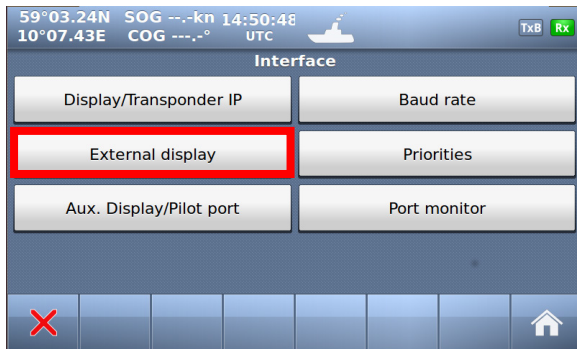 59°03.24N SOG --.-kn 14:50:48
10°07.43E COG ---.-° UTC
TxB Rx
Interface
Display/Transponder IP Baud rate
External display Priorities
Aux. Display/Pilot port Port monitor